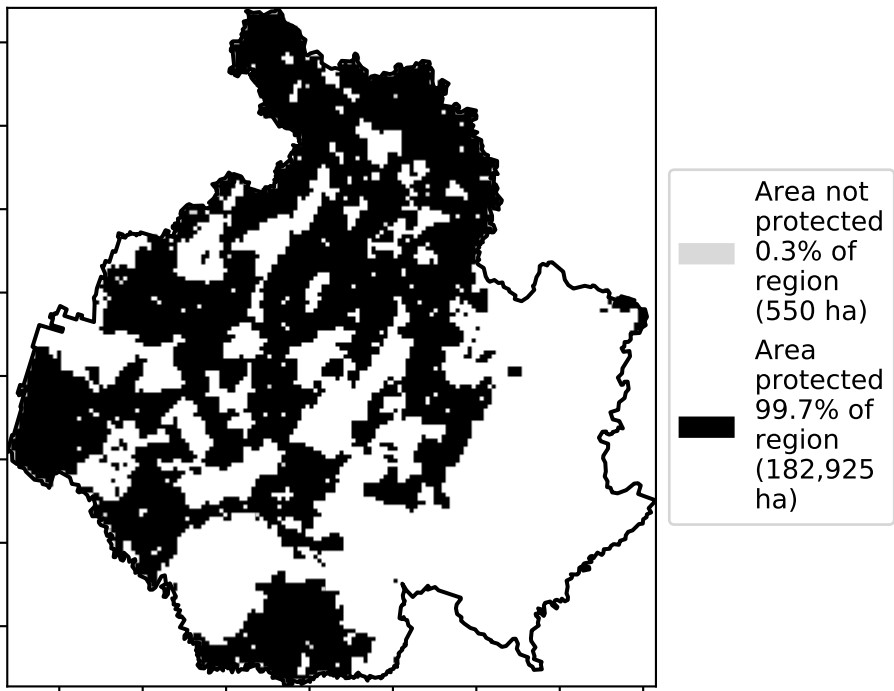 Area not
protected
0.3% of
region
(550 ha)
Area
protected
99.7% of
region
(182,925
ha)